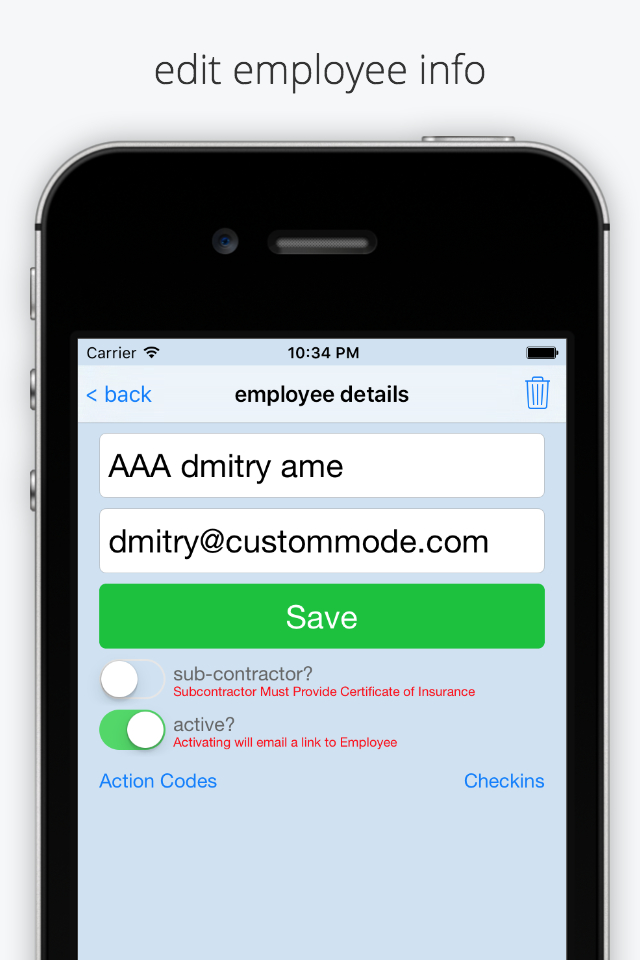 edit employee info
Carrier 10:34 PM
< back employee details
AAA dmitry ame
dmitry@custommode.com
Save
sub-contractor?
Subcontractor Must Provide Certificate of Insurance
active?
Activating will email a link to Employee
Action Codes Checkins